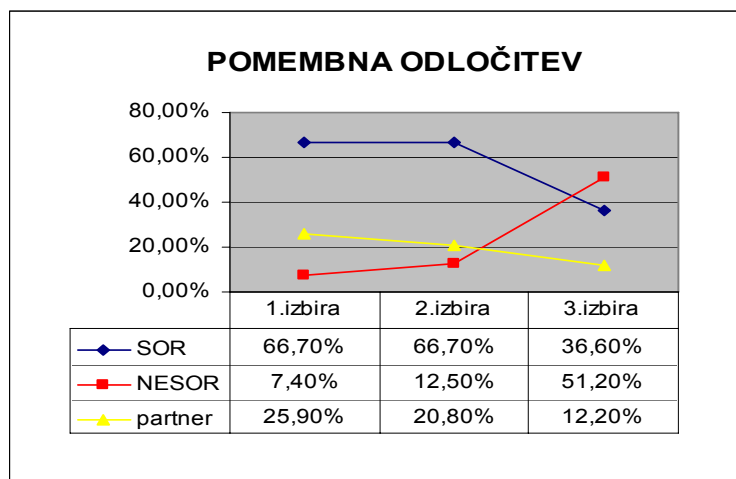 POMEMBNA ODLOČITEV
80,00%
60,00%
40,00%
20,00%
0,00%
1.izbira 2.izbira 3.izbira
SOR 66,70% 66,70% 36,60%
NESOR 7,40% 12,50% 51,20%
partner 25,90% 20,80% 12,20%